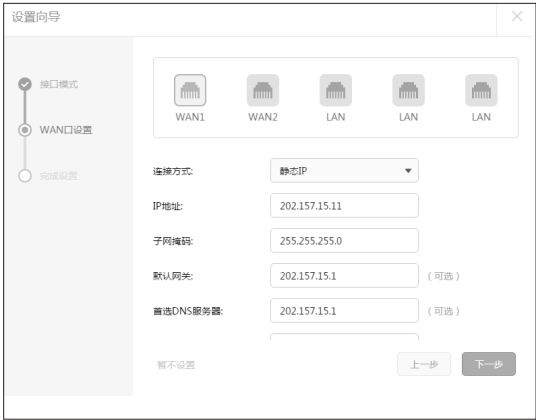 设置向导
接口模式
WAN口设置
完成设置
WAN1 WAN2 LAN LAN LAN
连接方式: 静态IP
IP地址: 202.157.15.11
子网掩码: 255.255.255.0
默认网关: 202.157.15.1 (可选)
首选DNS服务器: 202.157.15.1 (可选)
暂不设置 上一步 下一步